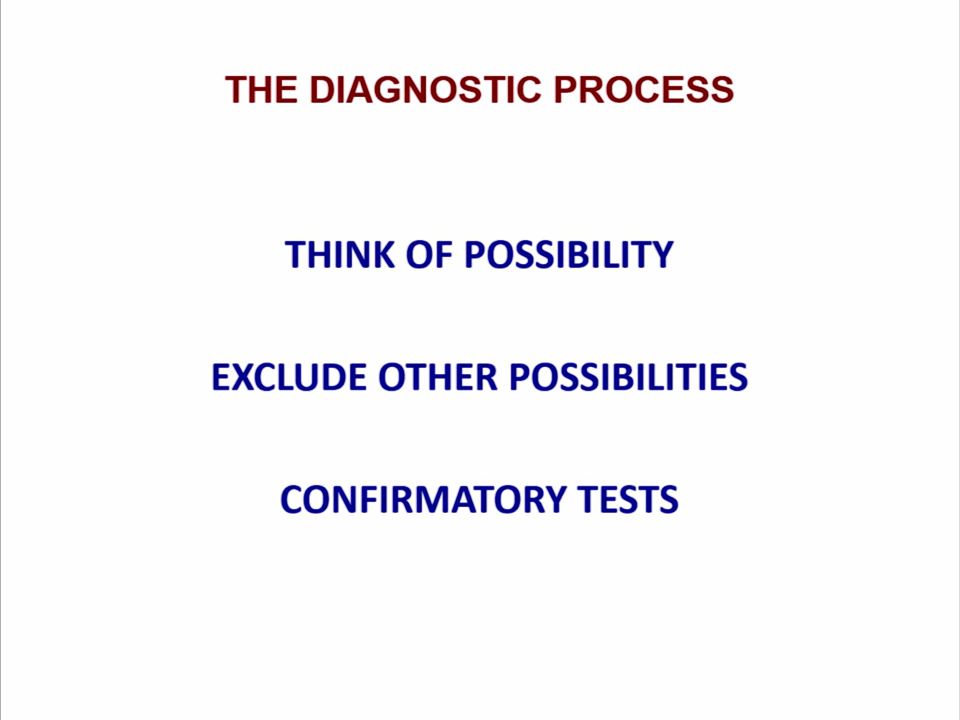 THE DIAGNOSTIC PROCESS
THINK OF POSSIBILITY
EXCLUDE OTHER POSSIBILITIES
CONFIRMATORY TESTS